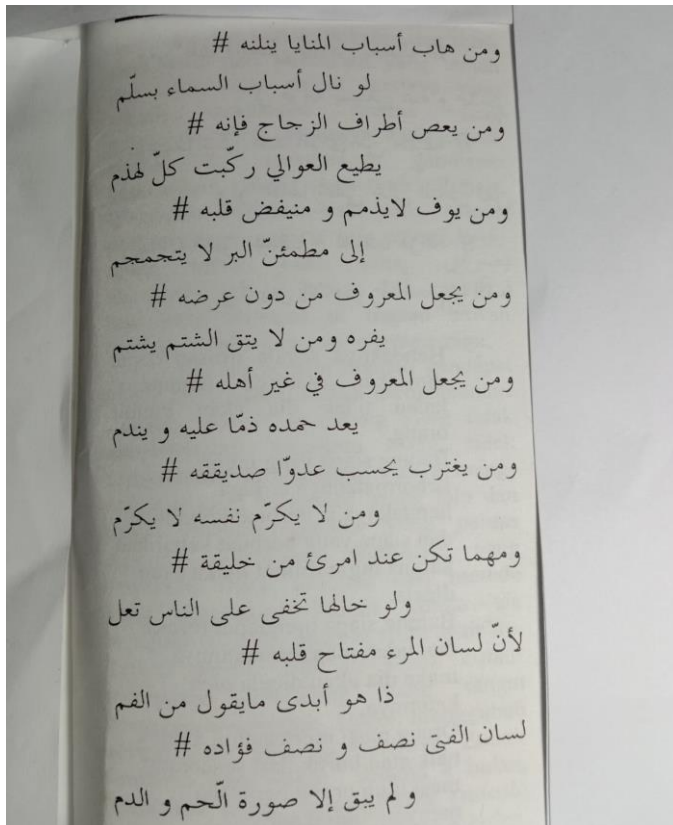 ومن هاب أسباب المنايا ينلنه #
لو نال أسباب السماء بسلّم
ومن يعص أطراف الزجاج فإنه #
يطيع العوالي ركّبت كلّ لهذم
ومن يوف لايذمم و منيفض قلبه #
إلى مطمئنّ البر لا يتجمجم
ومن يجعل المعروف من دون عرضه #
يفره ومن لا يتق الشتم يشتم
ومن يجعل المعروف في غير أهله #
يعد حمده ذمّا عليه و يندم
ومن يغترب يحسب عدوّا صديققه #
ومن لا يكرّم نفسه لا يكرّم
ومهما تكن عند امرئ من خليقة #
ولو خالها تخفى على الناس تعل
لأنّ لسان المرء مفتاح قلبه #
ذا هو أبدى مايقول من الفم
لسان الفتى نصف و نصف فؤاده #
و لم يبق إلا صورة الّحم و الدم